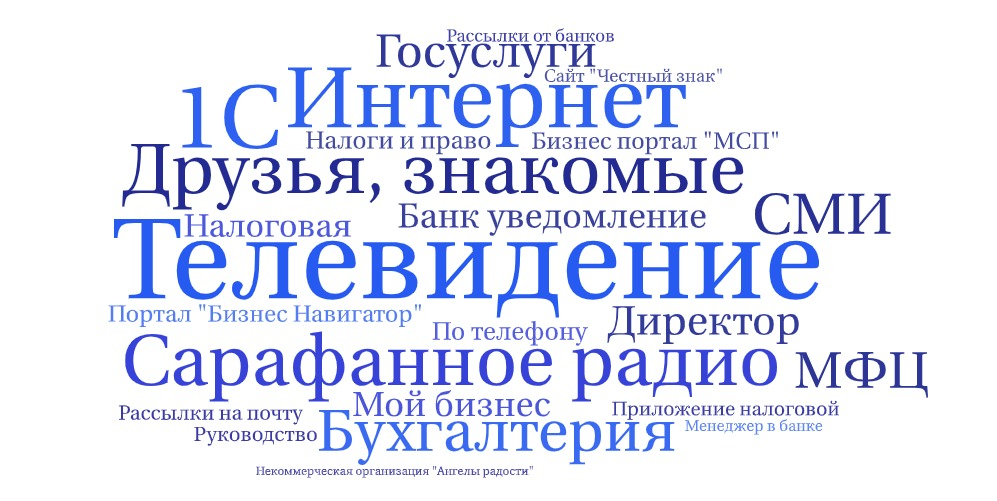 Рассылки от банков
Госуслуги
Сайт "Честный знак"
1С Интернет
Налоги и право
Бизнес портал "МСП"
Друзья, знакомые
СМИ
Налоговая
Банк уведомление
Телевидение
Портал "Бизнес Навигатор"
По телефону
Директор
Сарафанное радио
МФЦ
Рассылки на почту
Мой бизнес
Приложение налоговой
Руководство
Бухгалтерия
Менеджер в банке
Некоммерческая организация "Ангелы радости"